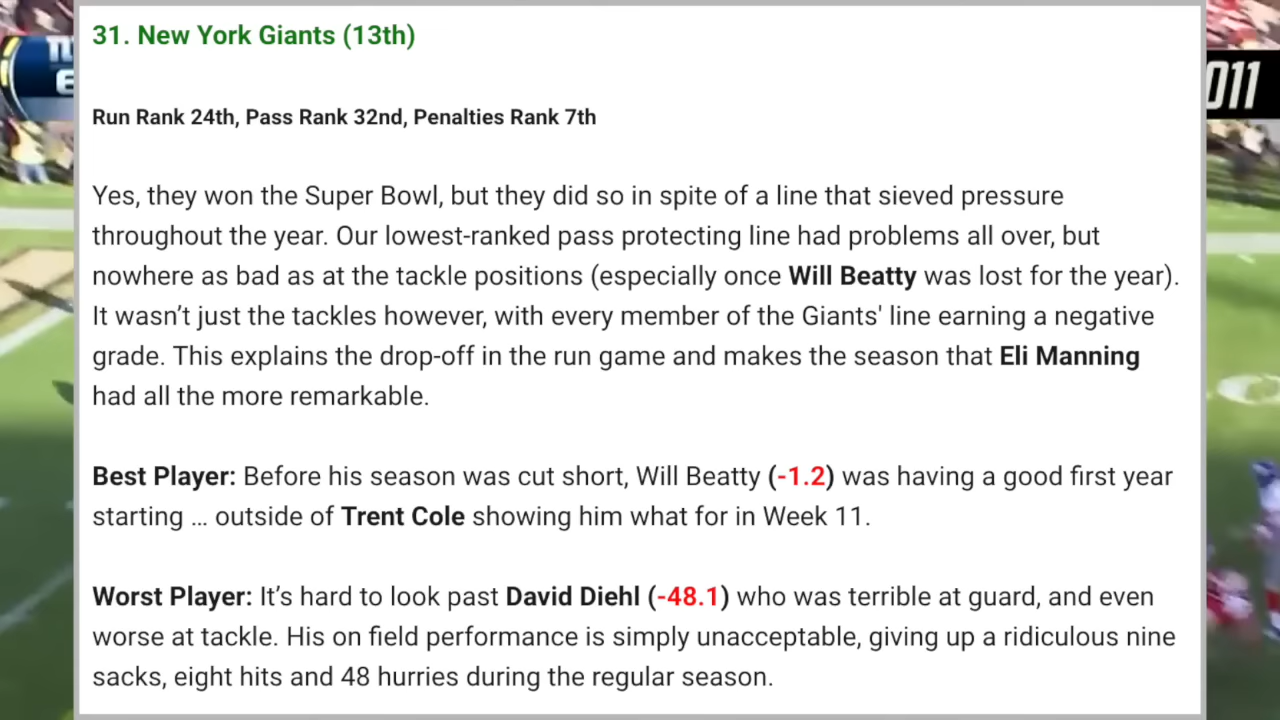 31. New York Giants (13th)
Run Rank 24th, Pass Rank 32nd, Penalties Rank 7th
Yes, they won the Super Bowl, but they did so in spite of a line that sieved pressure
throughout the year. Our lowest-ranked pass protecting line had problems all over, but
nowhere as bad as at the tackle positions (especially once Will Beatty was lost for the year).
It wasn’t just the tackles however, with every member of the Giants' line earning a negative
grade. This explains the drop-off in the run game and makes the season that Eli Manning
had all the more remarkable.
Best Player: Before his season was cut short, Will Beatty (-1.2) was having a good first year
starting … outside of Trent Cole showing him what for in Week 11.
Worst Player: It’s hard to look past David Diehl (-48.1) who was terrible at guard, and even
worse at tackle. His on field performance is simply unacceptable, giving up a ridiculous nine
sacks, eight hits and 48 hurries during the regular season.
011